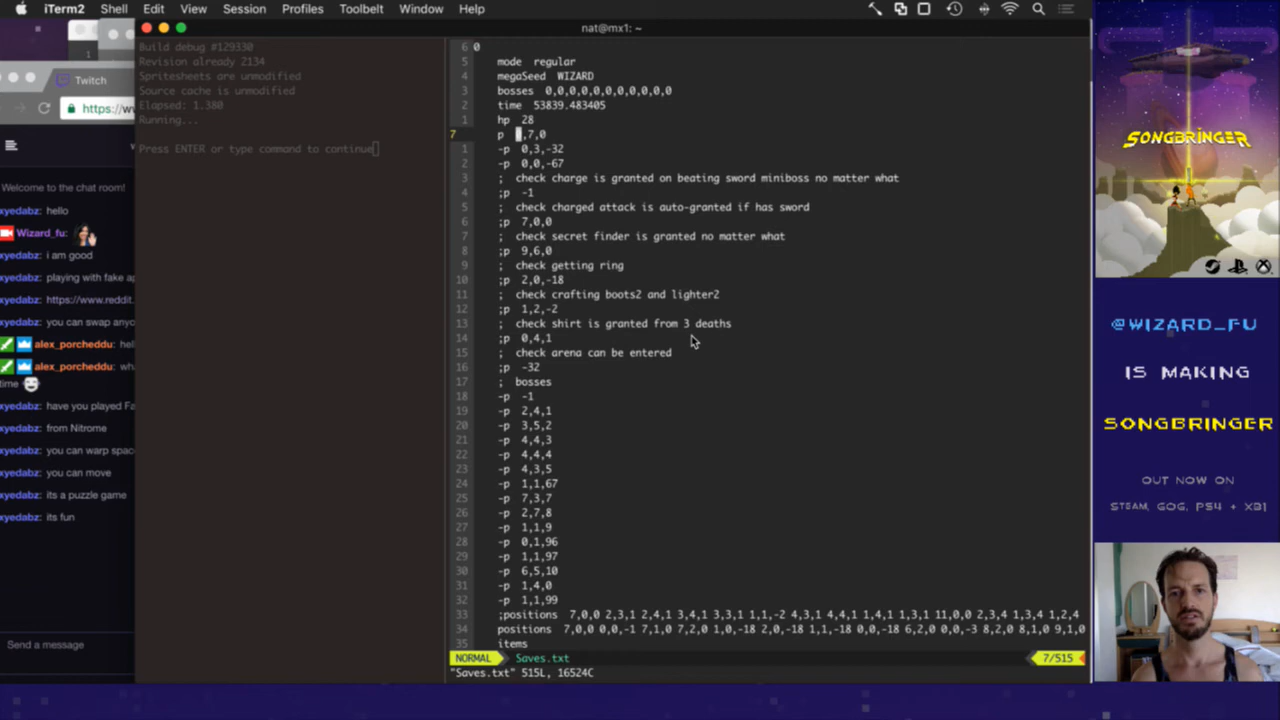 iTerm2 Shell Edit View Session Profiles Toolbelt Window Help
nat@mx1: ~
Twitch
https://ww
Welcome to the chat room!
xyedabz: hello
Wizard_fu:
xyedabz: i am good
xyedabz: playing with fake ap
xyedabz: https://www.reddit.
xyedabz: you can swap anyo
alex_porcheddu: hell
alex_porcheddu: wha
time
xyedabz: have you played Fa
xyedabz: from Nitrome
xyedabz: you can warp spac
xyedabz: you can move
xyedabz: its a puzzle game
xyedabz: its fun
Send a message
Build debug #129330
Revision already 2134
Spritesheets are unmodified
Source cache is unmodified
Elapsed: 1.380
Running...
Press ENTER or type command to continue
6 0
5 mode regular
4 megaSeed WIZARD
3 bosses 0,0,0,0,0,0,0,0,0,0,0
2 time 53839.483405
1 hp 28
7 p ,7,0
1 -p 0,3,-32
2 -p 0,0,-67
3 ; check charge is granted on beating sword miniboss no matter what
4 ;p -1
5 ; check charged attack is auto-granted if has sword
6 ;p 7,0,0
7 ; check secret finder is granted no matter what
8 ;p 9,6,0
9 ; check getting ring
10 ;p 2,0,-18
11 ; check crafting boots2 and lighter2
12 ;p 1,2,-2
13 ; check shirt is granted from 3 deaths
14 ;p 0,4,1
15 ; check arena can be entered
16 ;p -32
17 ; bosses
18 -p -1
19 -p 2,4,1
20 -p 3,5,2
21 -p 4,4,3
22 -p 4,4,4
23 -p 4,3,5
24 -p 1,1,67
25 -p 7,3,7
26 -p 2,7,8
27 -p 1,1,9
28 -p 0,1,96
29 -p 1,1,97
30 -p 6,5,10
31 -p 1,4,0
32 -p 1,1,99
33 ;positions 7,0,0 2,3,1 2,4,1 3,4,1 3,3,1 1,1,-2 4,3,1 4,4,1 1,4,1 1,3,1 11,0,0 2,3,4 1,3,4 1,2,4
34 positions 7,0,0 0,0,-1 7,1,0 7,2,0 1,0,-18 2,0,-18 1,1,-18 0,0,-18 6,2,0 0,0,-3 8,2,0 8,1,0 9,1,0
35 items
NORMAL Saves.txt 7/515
"Saves.txt" 515L, 16524C
SONGBRINGER
@WIZARD_FU
IS MAKING
SONGBRINGER
OUT NOW ON
STEAM, GOG, PS4 + XB1